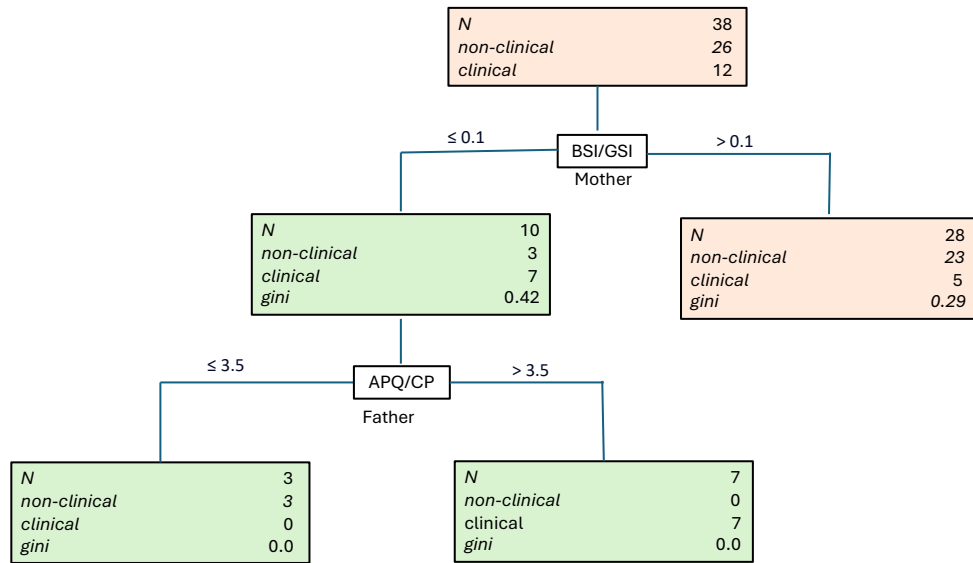 N 38
non-clinical 26
clinical 12
≤ 0.1
BSI/GSI
> 0.1
Mother
N 10
non-clinical 3
clinical 7
gini 0.42
N 28
non-clinical 23
clinical 5
gini 0.29
≤ 3.5
APQ/CP
> 3.5
Father
N 3
non-clinical 3
clinical 0
gini 0.0
N 7
non-clinical 0
clinical 7
gini 0.0